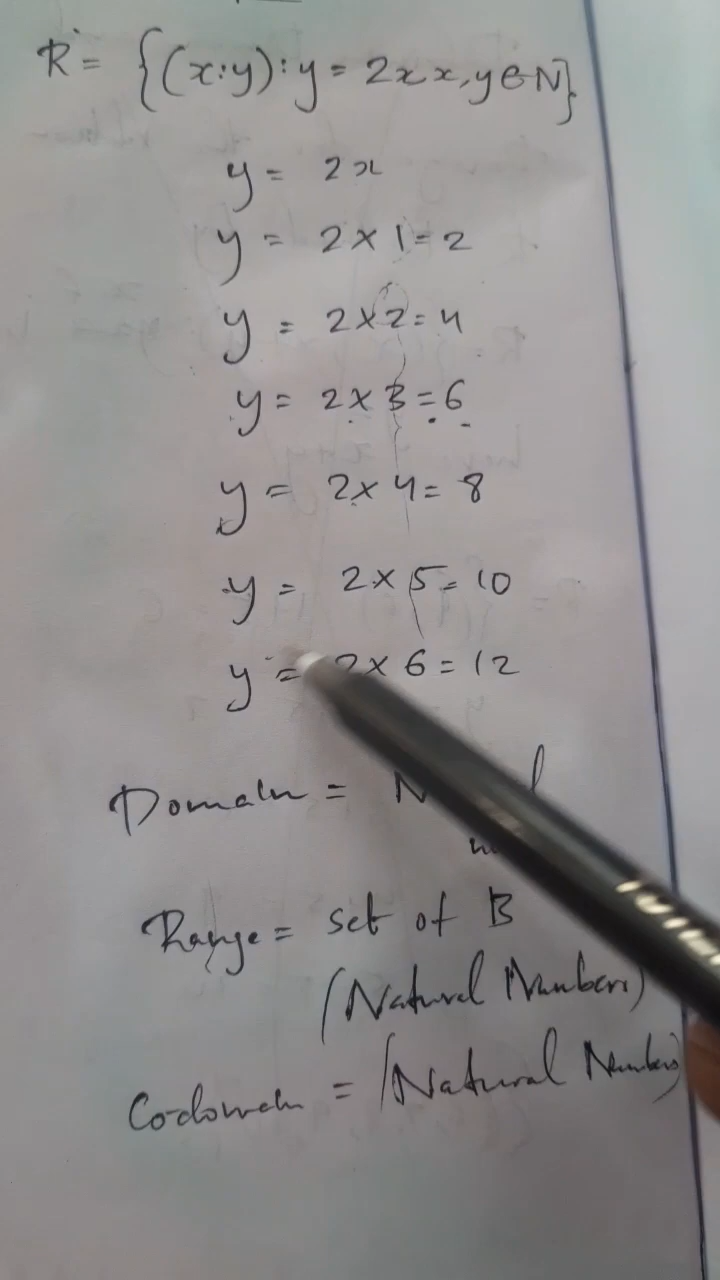 R = {(x:y):y = 2x x,y∈N}
y = 2x
y = 2×1=2
y = 2×2=4
y = 2×3=6
y = 2×4=8
y = 2×5=10
y = 2×6=12
Domain =
Range = set of B
(Natural Numbers)
Co-domain = (Natural Numbers)